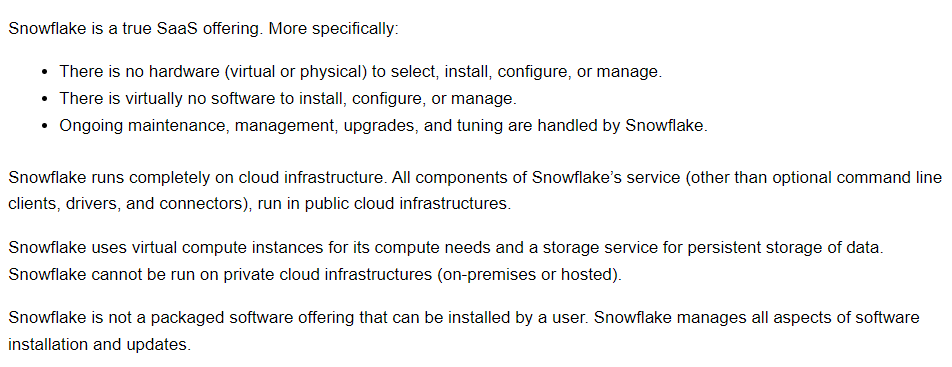 Snowflake is a true SaaS offering. More specifically:
• There is no hardware (virtual or physical) to select, install, configure, or manage.
• There is virtually no software to install, configure, or manage.
• Ongoing maintenance, management, upgrades, and tuning are handled by Snowflake.
Snowflake runs completely on cloud infrastructure. All components of Snowflake’s service (other than optional command line
clients, drivers, and connectors), run in public cloud infrastructures.
Snowflake uses virtual compute instances for its compute needs and a storage service for persistent storage of data.
Snowflake cannot be run on private cloud infrastructures (on-premises or hosted).
Snowflake is not a packaged software offering that can be installed by a user. Snowflake manages all aspects of software
installation and updates.